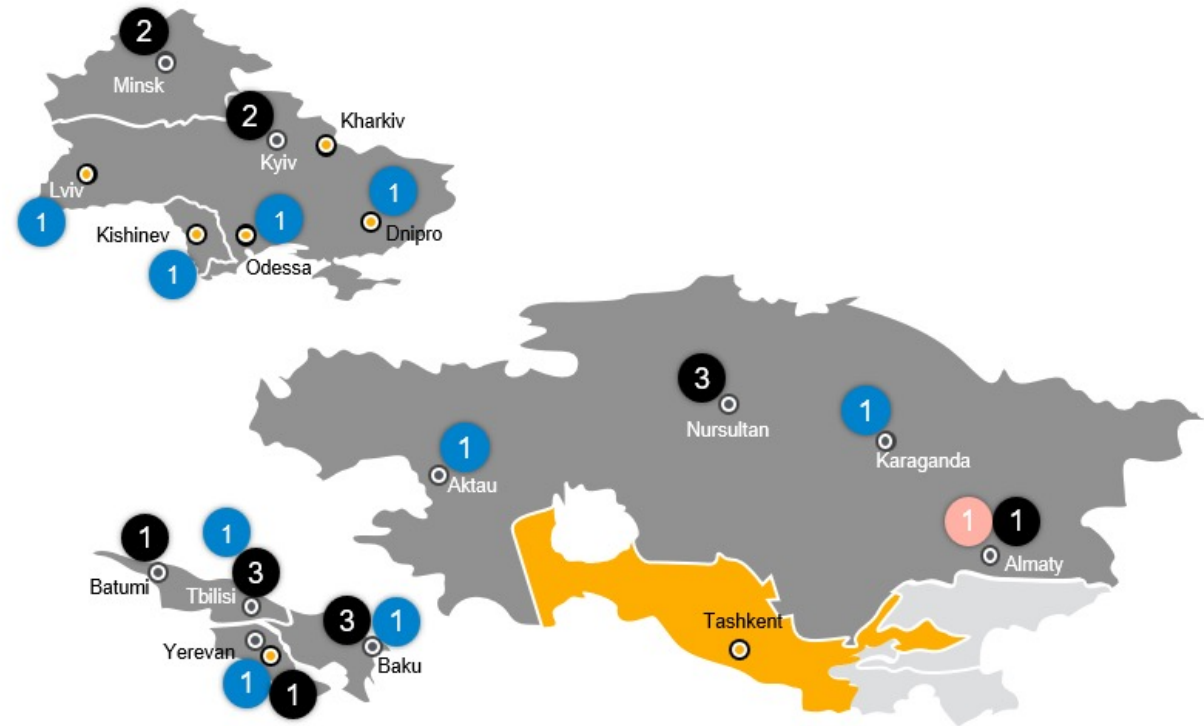 2
Minsk
2
Kharkiv
Kyiv
Lviv
1
1
1
Kishinev
Dnipro
1
Odessa
3
Nursultan
1
Karaganda
1
Aktau
1
1
Almaty
1
1
Batumi
Tbilisi
3
3
1
Tashkent
Yerevan
Baku
1
1